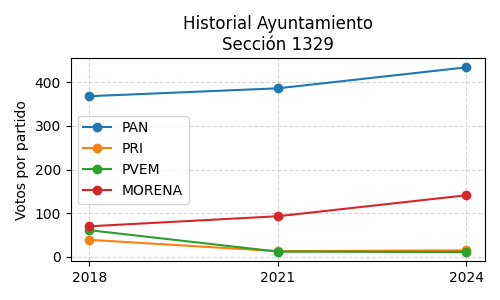 Historial Ayuntamiento
Sección 1329
Votos por partido
400
300
200
100
0
PAN
PRI
PVEM
MORENA
2018
2021
2024